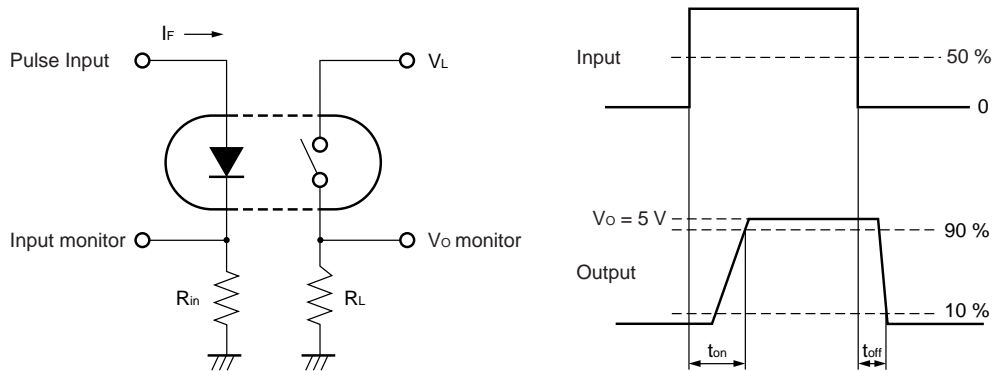 IF
Pulse Input
VL
Input monitor
VO monitor
Rin
RL
Input
50 %
0
VO = 5 V
90 %
Output
10 %
ton
toff